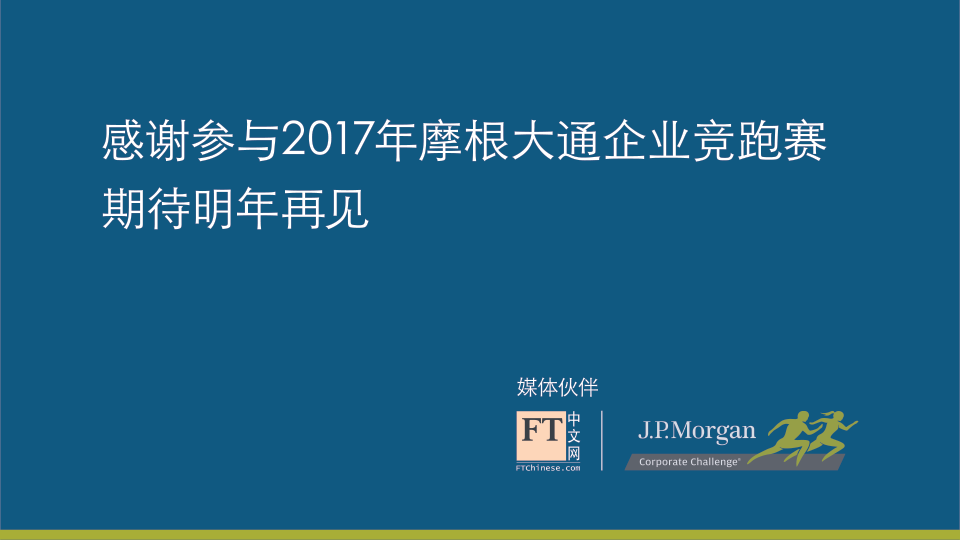 感谢参与2017年摩根大通企业竞跑赛
期待明年再见
媒体伙伴
FT 中文网
FTChinese.com
J.P.Morgan
Corporate Challenge®